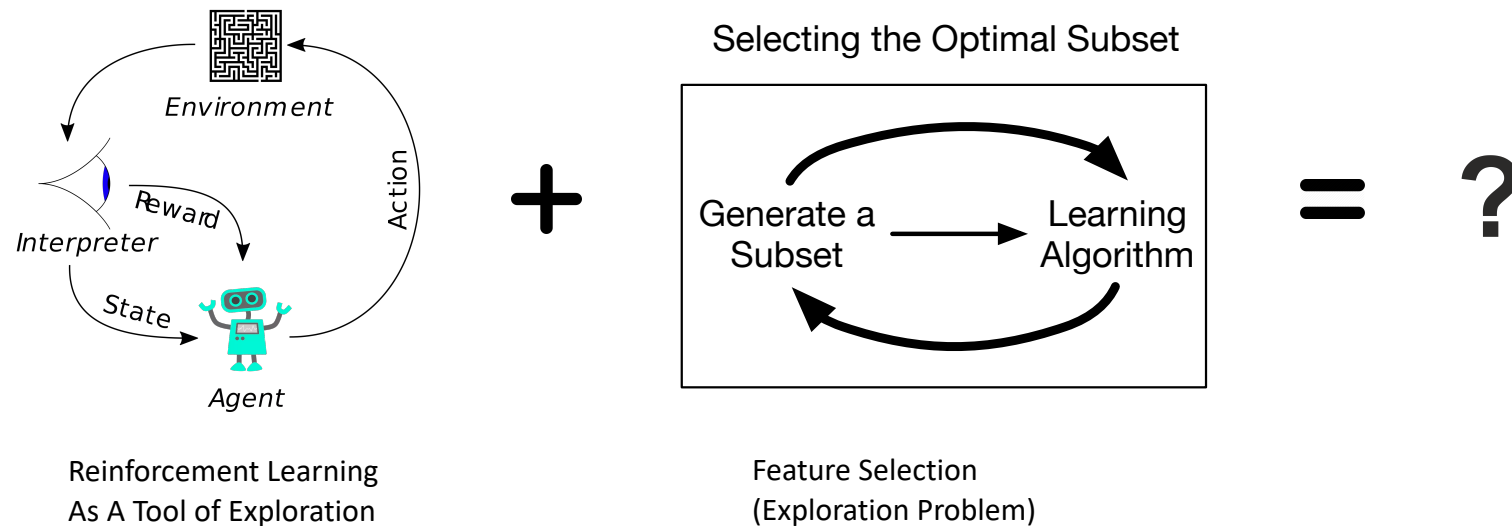 Environment
Interpreter
Reward
State
Action
Agent
Reinforcement Learning
As A Tool of Exploration
+
Selecting the Optimal Subset
Generate a
Subset
Learning
Algorithm
Feature Selection
(Exploration Problem)
=
?